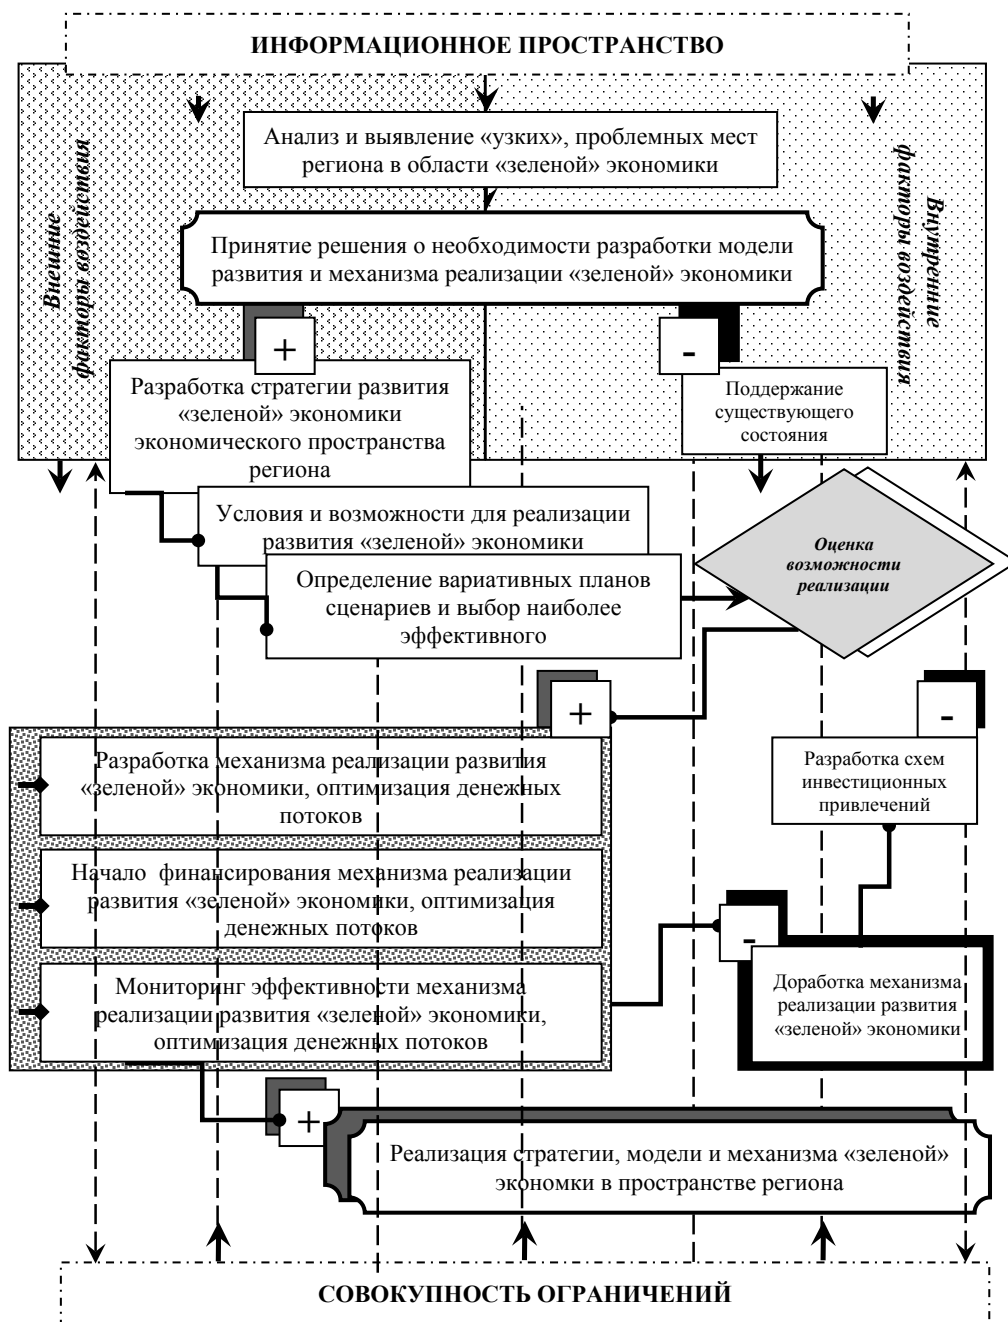 ИНФОРМАЦИОННОЕ ПРОСТРАНСТВО
Анализ и выявление «узких», проблемных мест
региона в области «зеленой» экономики
Внешние
факторы воздействия
Внутренние
факторы воздействия
Принятие решения о необходимости разработки модели
развития и механизма реализации «зеленой» экономики
+
-
Разработка стратегии развития
«зеленой» экономики
экономического пространства
региона
Поддержание
существующего
состояния
Условия и возможности для реализации
развития «зеленой» экономики
Определение вариативных планов
сценариев и выбор наиболее
эффективного
Оценка
возможности
реализации
+
-
Разработка механизма реализации развития
«зеленой» экономики, оптимизация денежных
потоков
Разработка схем
инвестиционных
привлечений
Начало финансирования механизма реализации
развития «зеленой» экономики, оптимизация
денежных потоков
-
Мониторинг эффективности механизма
реализации развития «зеленой» экономики,
оптимизация денежных потоков
Доработка механизма
реализации развития
«зеленой» экономики
+
Реализация стратегии, модели и механизма «зеленой»
экономки в пространстве региона
СОВОКУПНОСТЬ ОГРАНИЧЕНИЙ